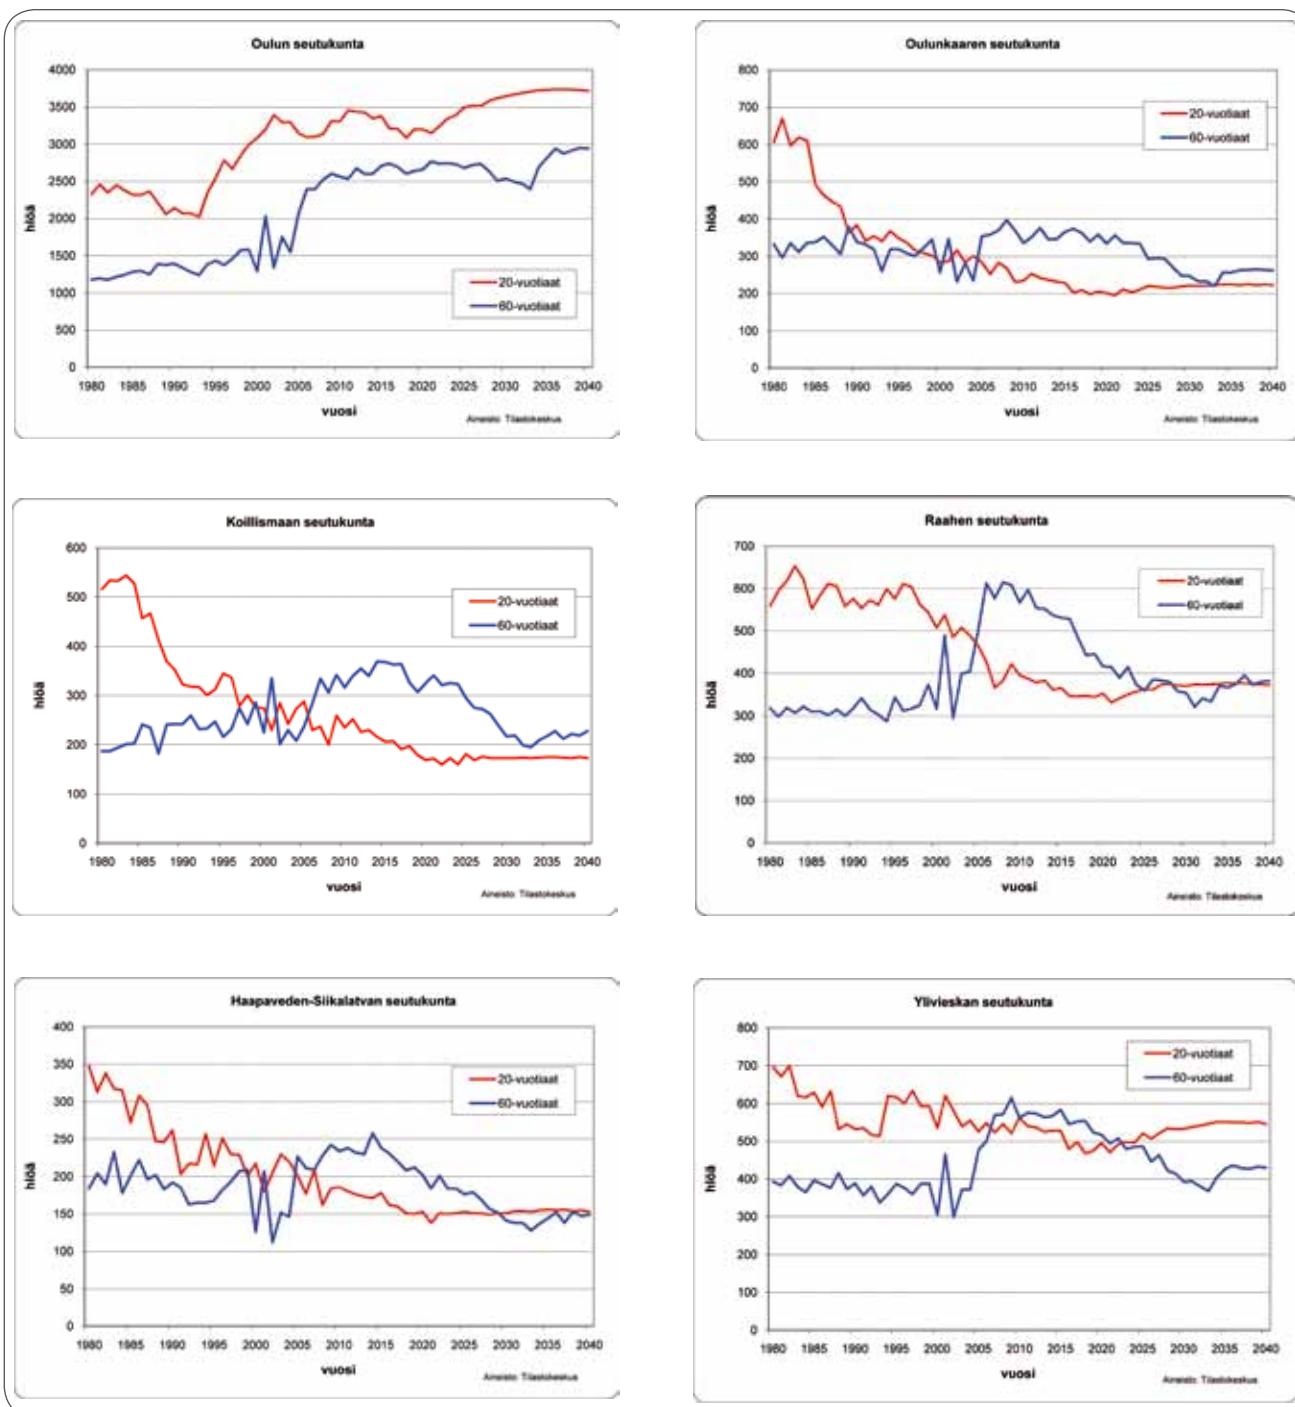 Oulun seutukunta
hlöä
4000
3500
3000
2500
2000
1500
1000
500
0
20-vuotiaat
60-vuotiaat
1980 1985 1990 1995 2000 2005 2010 2015 2020 2025 2030 2035 2040
vuosi
Aineisto: Tilastokeskus
Oulunkaaren seutukunta
hlöä
800
700
600
500
400
300
200
100
0
20-vuotiaat
60-vuotiaat
1980 1985 1990 1995 2000 2005 2010 2015 2020 2025 2030 2035 2040
vuosi
Aineisto: Tilastokeskus
Koillismaan seutukunta
hlöä
600
500
400
300
200
100
0
20-vuotiaat
60-vuotiaat
1980 1985 1990 1995 2000 2005 2010 2015 2020 2025 2030 2035 2040
vuosi
Aineisto: Tilastokeskus
Raahen seutukunta
hlöä
700
600
500
400
300
200
100
0
20-vuotiaat
60-vuotiaat
1980 1985 1990 1995 2000 2005 2010 2015 2020 2025 2030 2035 2040
vuosi
Aineisto: Tilastokeskus
Haapaveden-Siikalatvan seutukunta
hlöä
400
350
300
250
200
150
100
50
0
20-vuotiaat
60-vuotiaat
1980 1985 1990 1995 2000 2005 2010 2015 2020 2025 2030 2035 2040
vuosi
Aineisto: Tilastokeskus
Ylivieskan seutukunta
hlöä
800
700
600
500
400
300
200
100
0
20-vuotiaat
60-vuotiaat
1980 1985 1990 1995 2000 2005 2010 2015 2020 2025 2030 2035 2040
vuosi
Aineisto: Tilastokeskus